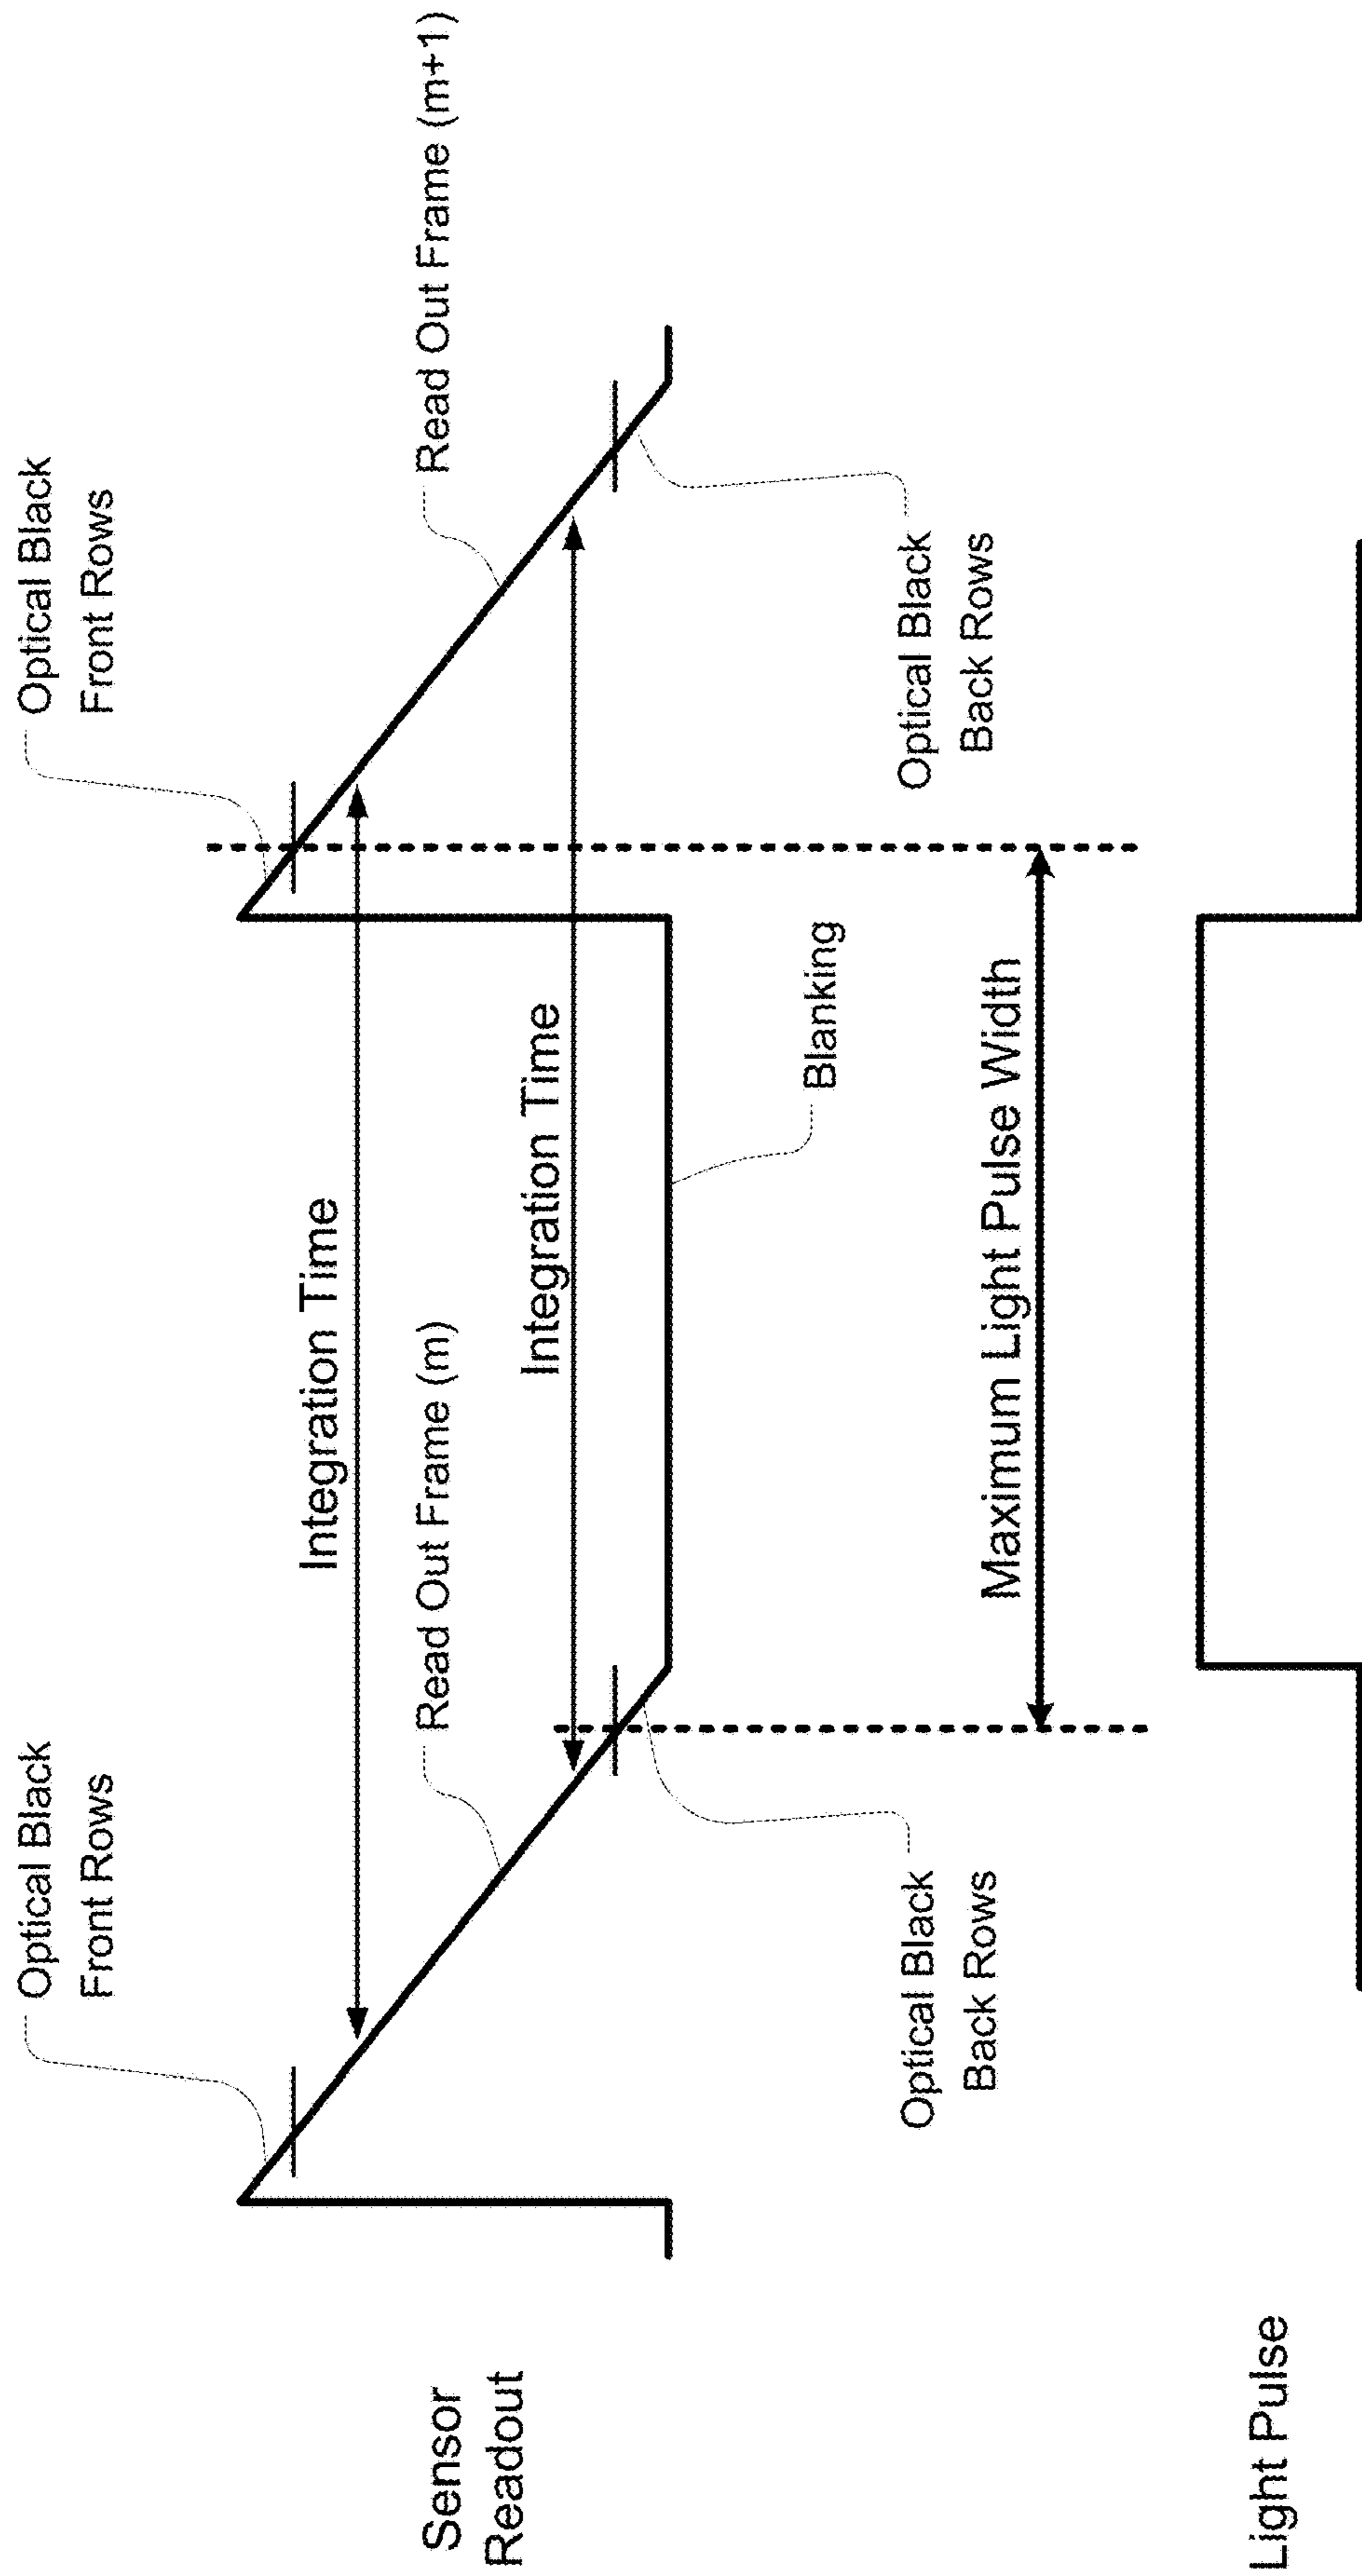 Optical Black
Front Rows
Optical Black
Front Rows
Integration Time
Read Out Frame (m)
Read Out Frame (m+1)
Sensor
Readout
Integration Time
Blanking
Optical Black
Back Rows
Optical Black
Back Rows
Maximum Light Pulse Width
Light Pulse